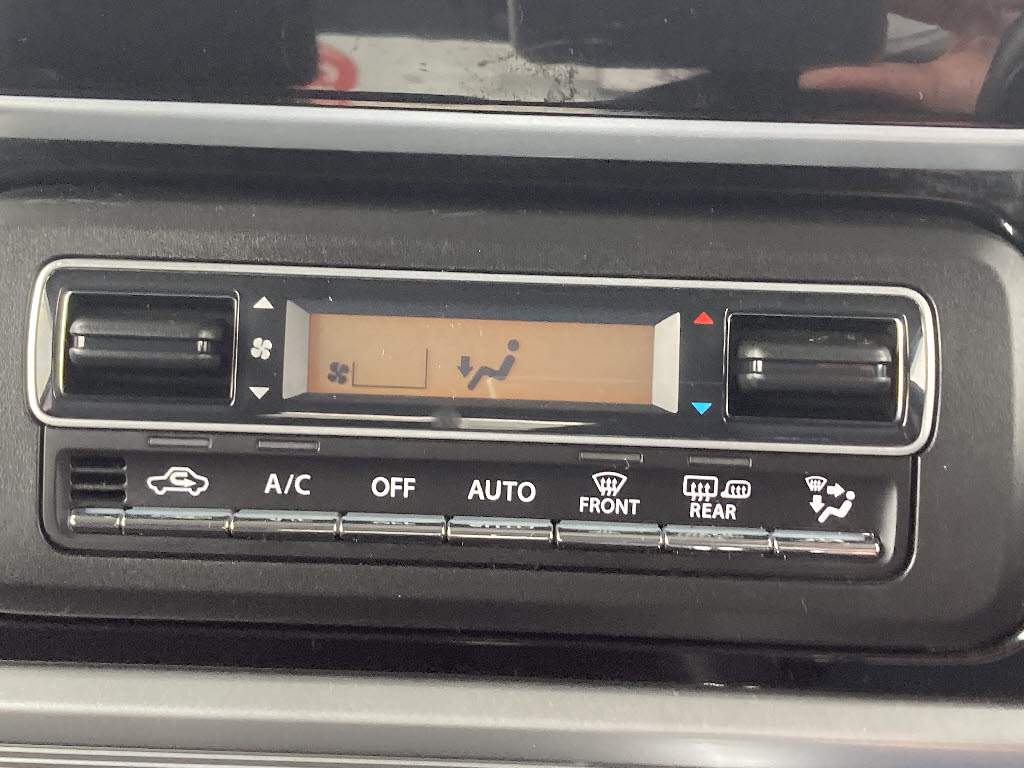 A/C
OFF
AUTO
FRONT
REAR